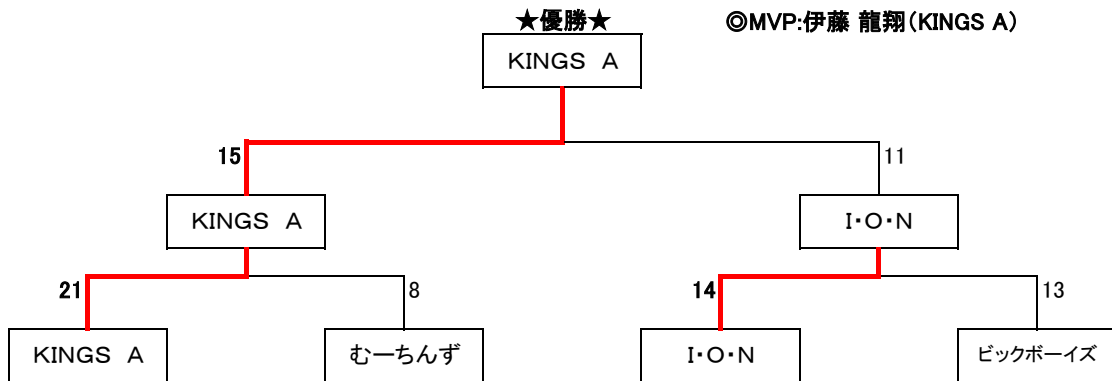 ★優勝★
◎MVP:伊藤 龍翔(KINGS A)
KINGS A
15
11
KINGS A
I・O・N
21
8
14
13
KINGS A
むーちんず
I・O・N
ビックボーイズ